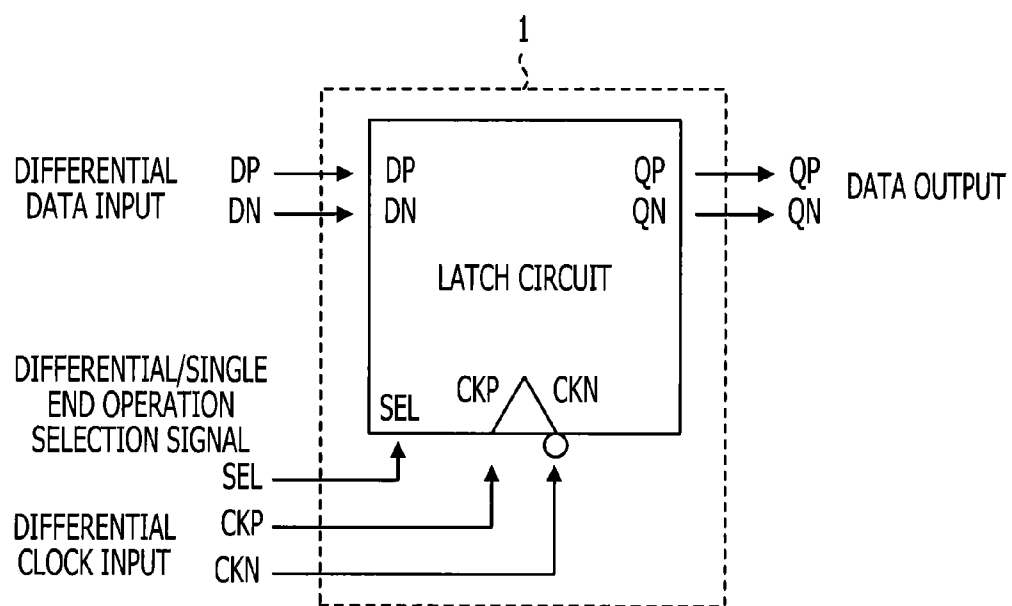 1
DIFFERENTIAL
DATA INPUT
DP
DN
DP
DN
QP
QN
QP
QN
DATA OUTPUT
LATCH CIRCUIT
DIFFERENTIAL/SINGLE
END OPERATION
SELECTION SIGNAL
SEL
SEL
CKP
CKN
DIFFERENTIAL
CLOCK INPUT
CKP
CKN